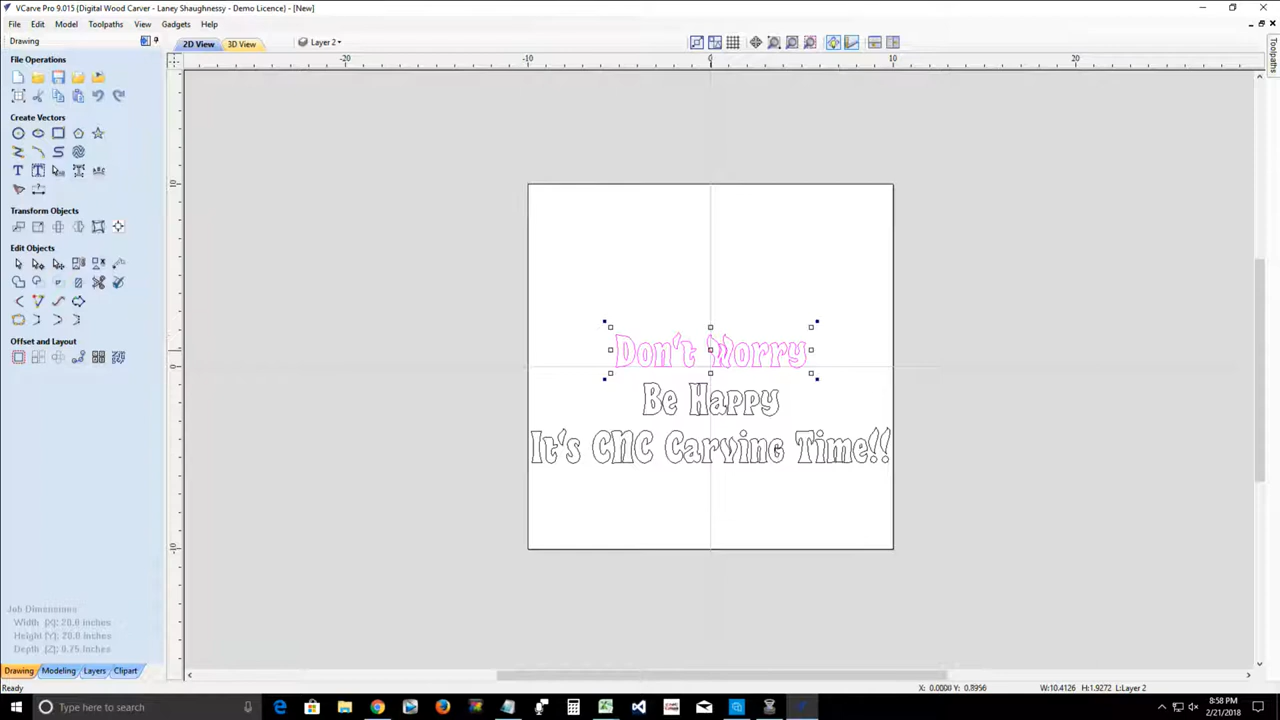 VCarve Pro 9.015 {Digital Wood Carver - Laney Shaughnessy - Demo Licence} - [New]
File Edit Model Toolpaths View Gadgets Help
Drawing
2D View 3D View Layer 2
Toolpaths
File Operations
-20 -10 0 10 20
Create Vectors
Transform Objects
10
Edit Objects
Offset and Layout
0
-10
Don't Worry
Be Happy
It's CNC Carving Time!!
Job Dimensions
Width (X): 20.0 inches
Height (Y): 20.0 inches
Depth (Z): 0.75 inches
Drawing Modeling Layers Clipart
Ready
X: 0.0000 Y: 0.8956
W:10.4126 H:1.9272 L:Layer 2
Type here to search
8:58 PM
2/21/2018